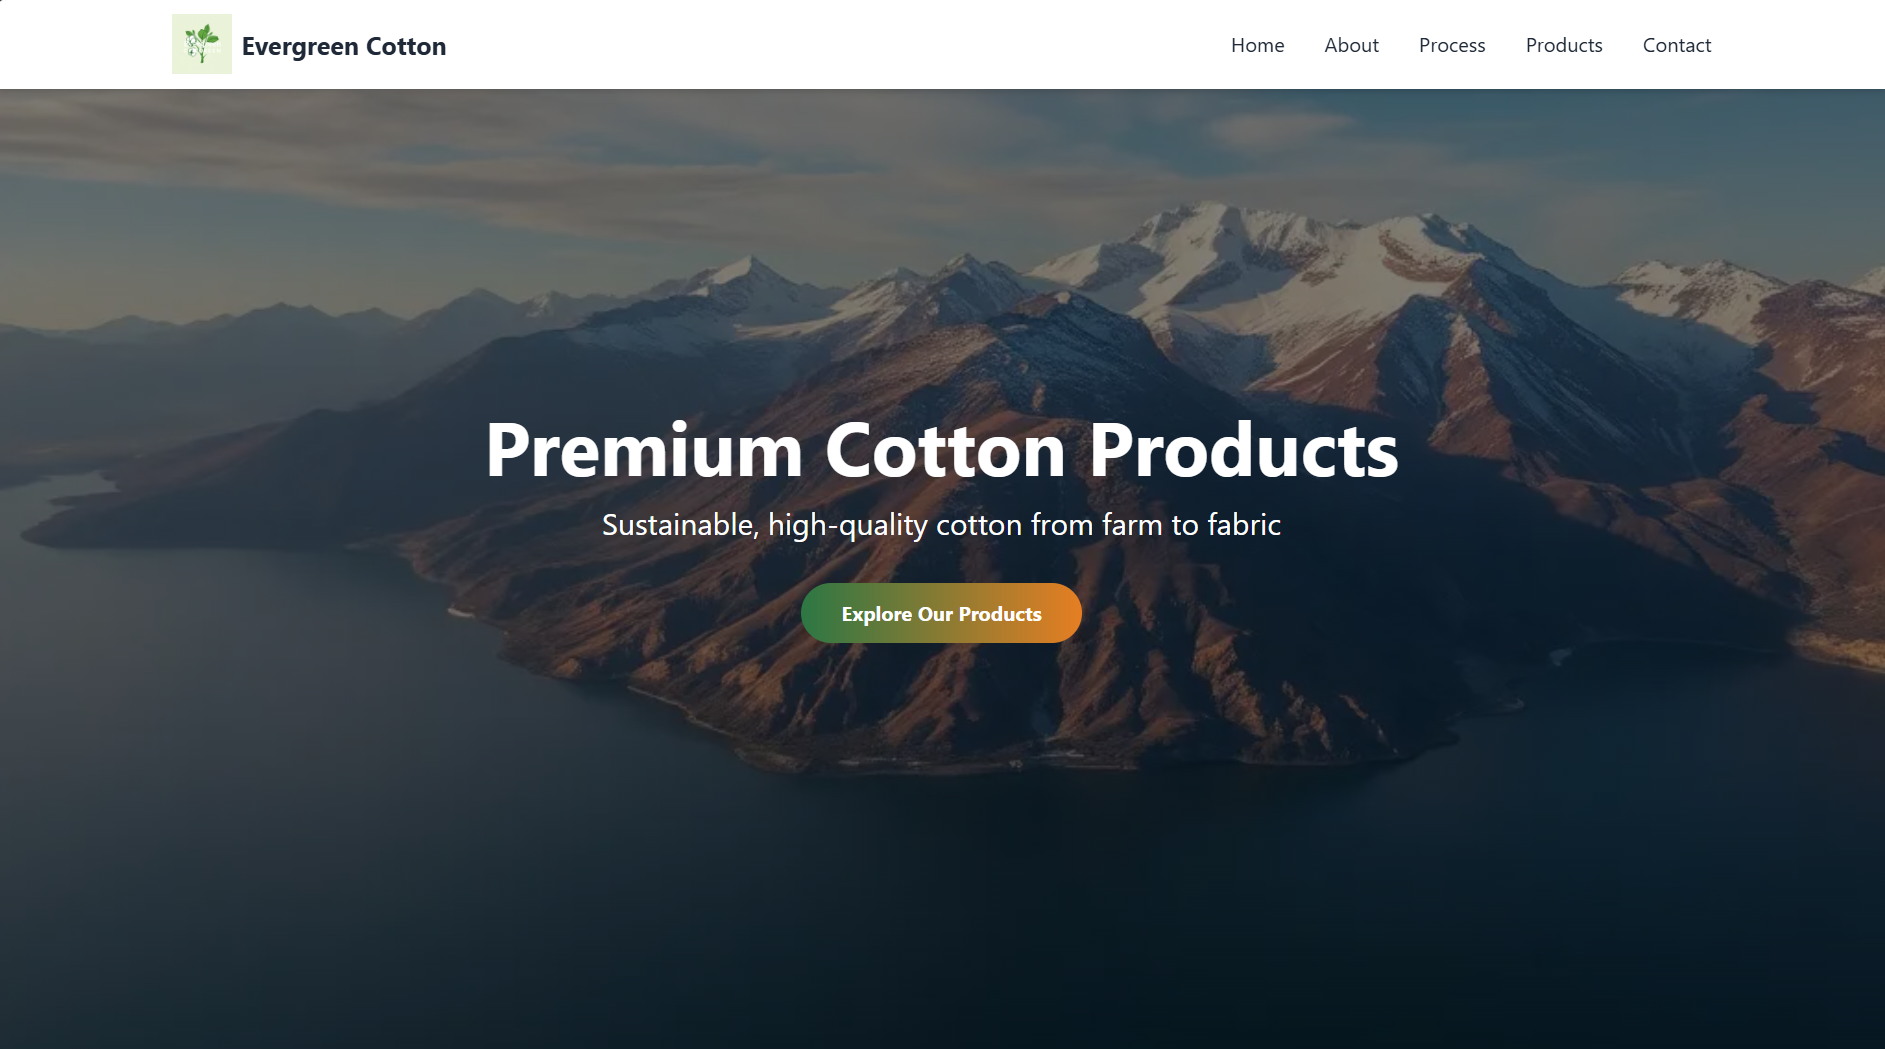 Evergreen Cotton
Home About Process Products Contact
Premium Cotton Products
Sustainable, high-quality cotton from farm to fabric
Explore Our Products